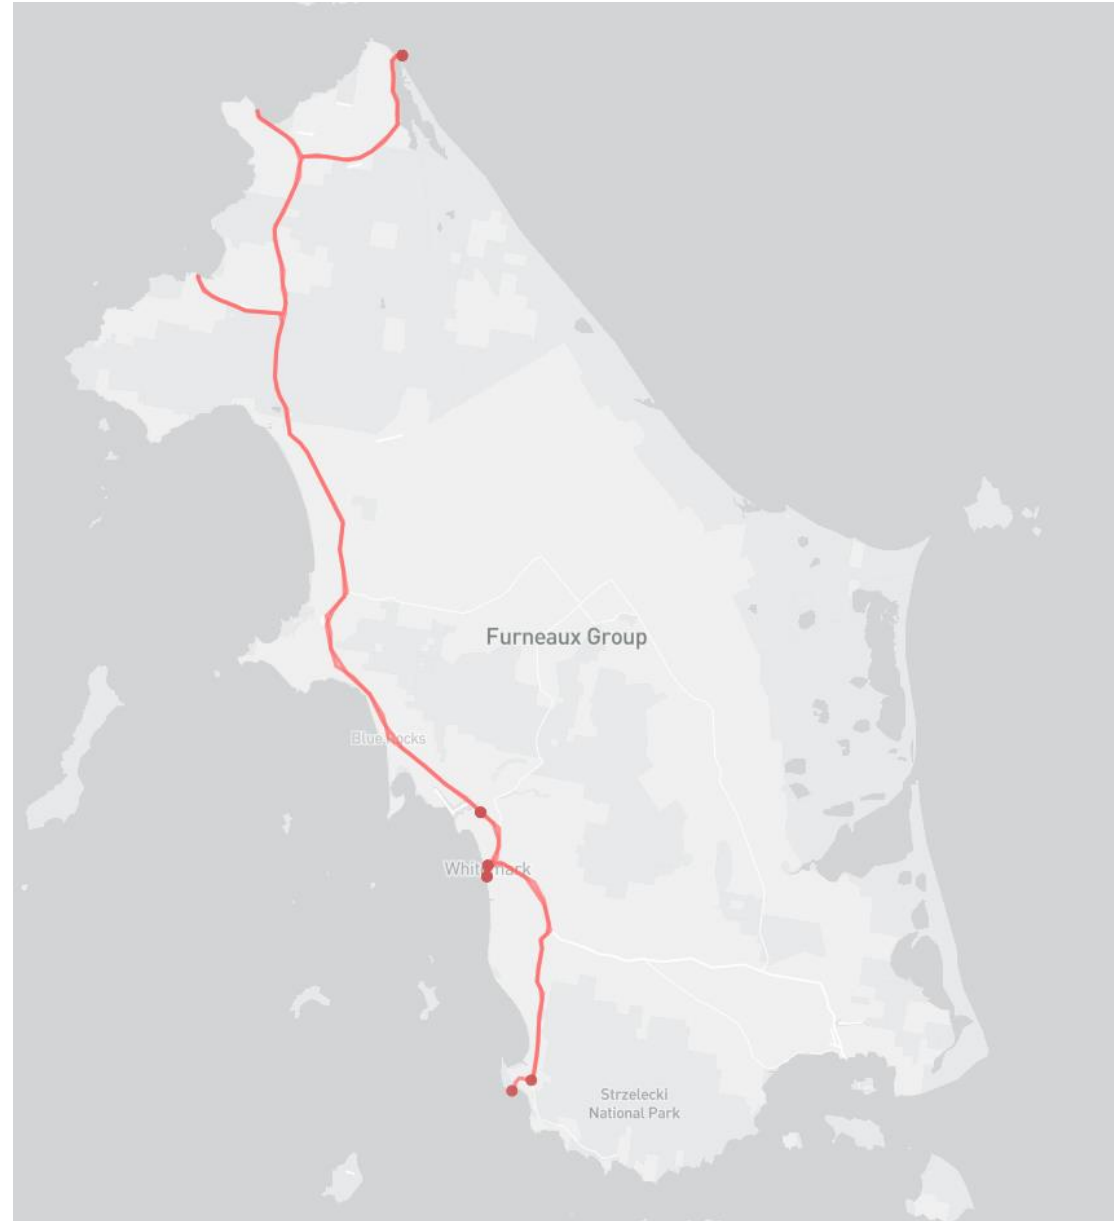 Furneaux Group
Blue Rocks
Whitemark
Strzelecki
National Park